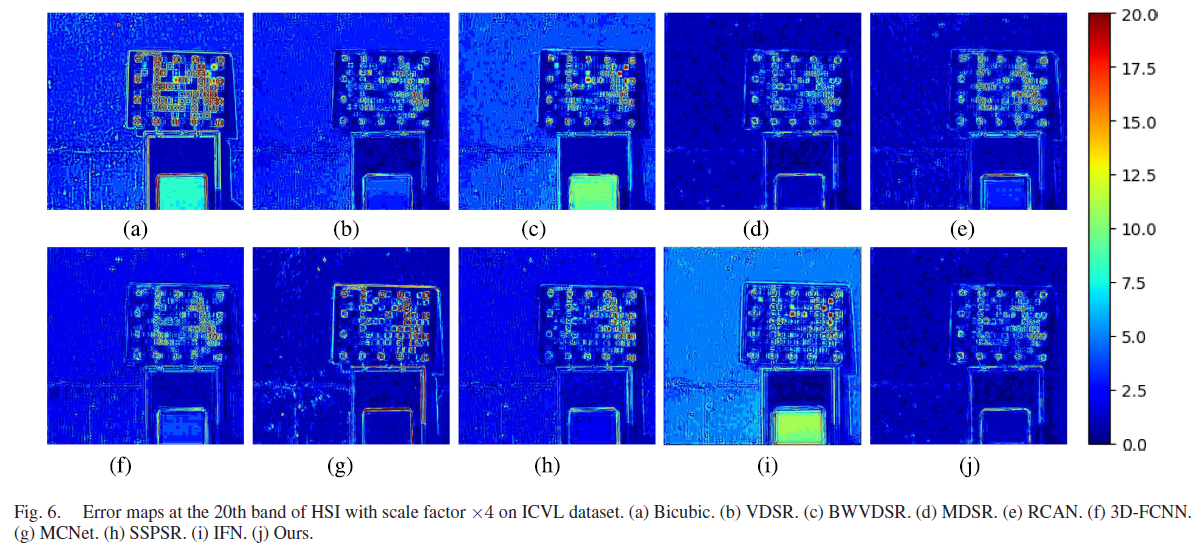 20.0
17.5
15.0
12.5
10.0
7.5
5.0
2.5
0.0
(a) (b) (c) (d) (e)
(f) (g) (h) (i) (j)
Fig. 6. Error maps at the 20th band of HSI with scale factor ×4 on ICVL dataset. (a) Bicubic. (b) VDSR. (c) BWVDSR. (d) MDSR. (e) RCAN. (f) 3D-FCNN.
(g) MCNet. (h) SSPSR. (i) IFN. (j) Ours.